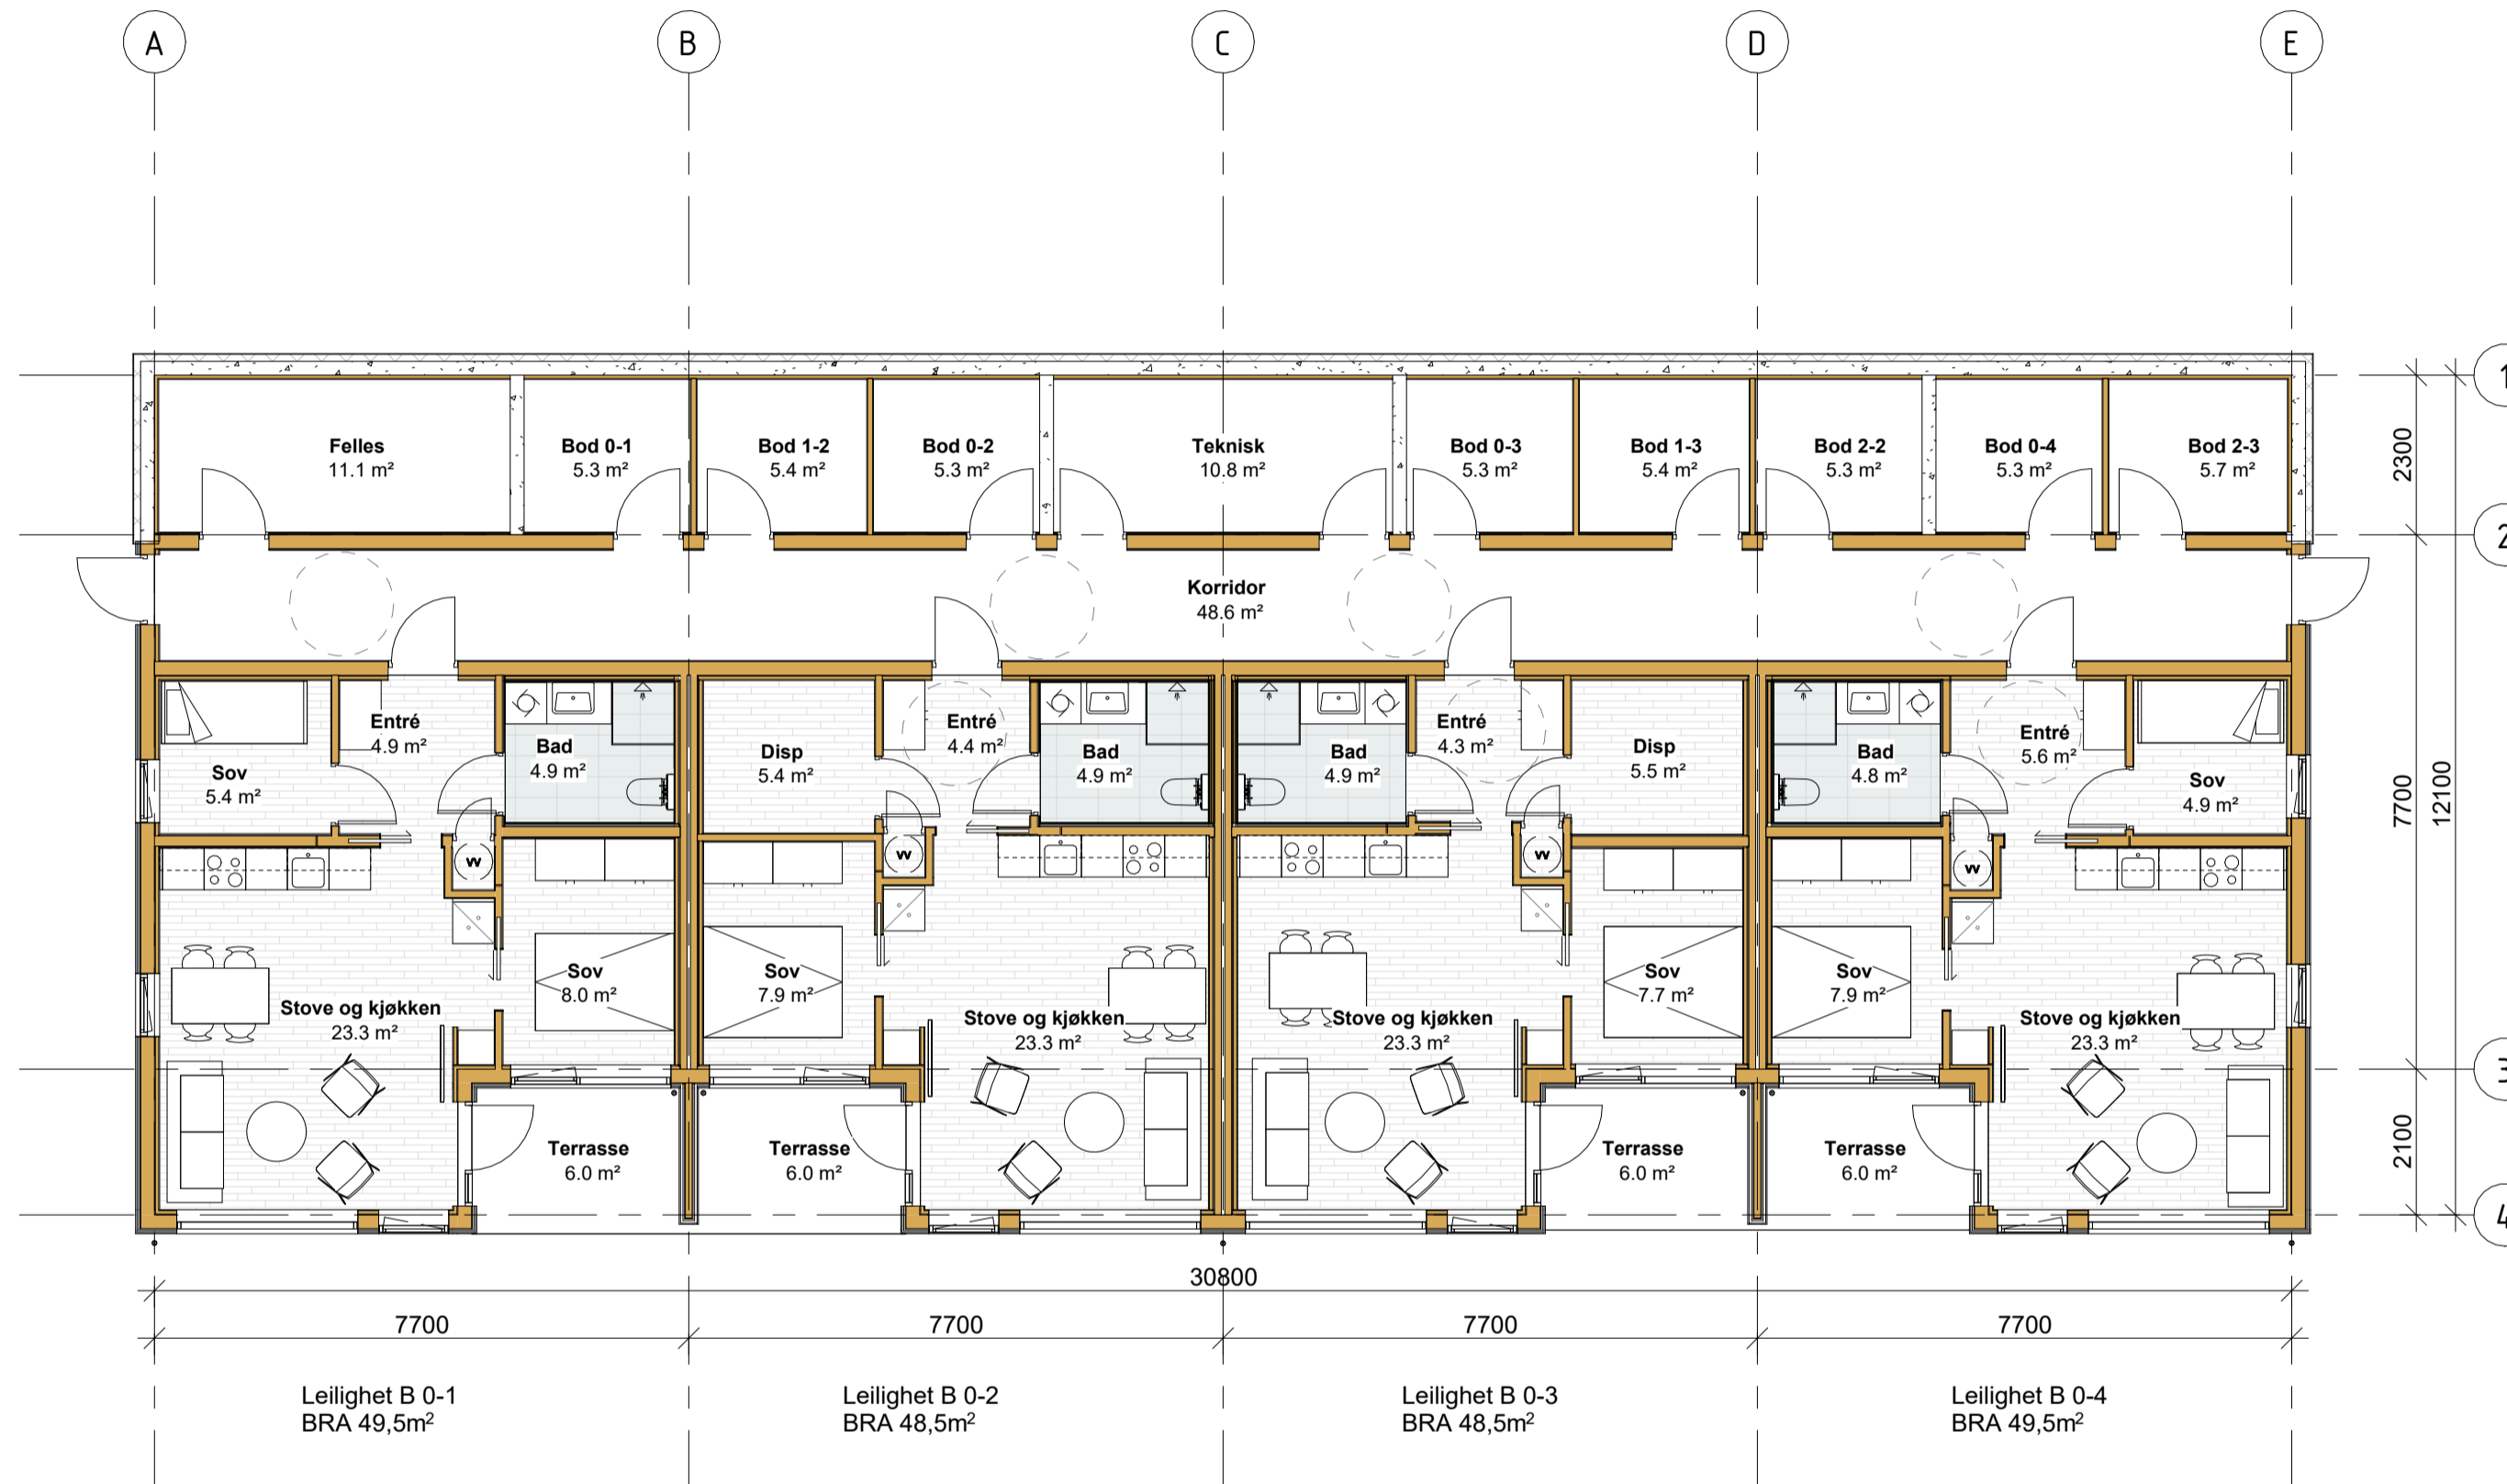 A B C D E
1
Felles
11.1 m²
Bod 0-1
5.3 m²
Bod 1-2
5.4 m²
Bod 0-2
5.3 m²
Teknisk
10.8 m²
Bod 0-3
5.3 m²
Bod 1-3
5.4 m²
Bod 2-2
5.3 m²
Bod 0-4
5.3 m²
Bod 2-3
5.7 m²
2300
2
Korridor
48.6 m²
Sov
5.4 m²
Entré
4.9 m²
Bad
4.9 m²
Disp
5.4 m²
Entré
4.4 m²
Bad
4.9 m²
Bad
4.9 m²
Entré
4.3 m²
Disp
5.5 m²
Bad
4.8 m²
Entré
5.6 m²
Sov
4.9 m²
7700
12100
VV
VV
VV
VV
Stove og kjøkken
23.3 m²
Sov
8.0 m²
Sov
7.9 m²
Stove og kjøkken
23.3 m²
Stove og kjøkken
23.3 m²
Sov
7.7 m²
Sov
7.9 m²
Stove og kjøkken
23.3 m²
3
Terrasse
6.0 m²
Terrasse
6.0 m²
Terrasse
6.0 m²
Terrasse
6.0 m²
2100
4
30800
7700 7700 7700 7700
Leilighet B 0-1
BRA 49,5m²
Leilighet B 0-2
BRA 48,5m²
Leilighet B 0-3
BRA 48,5m²
Leilighet B 0-4
BRA 49,5m²